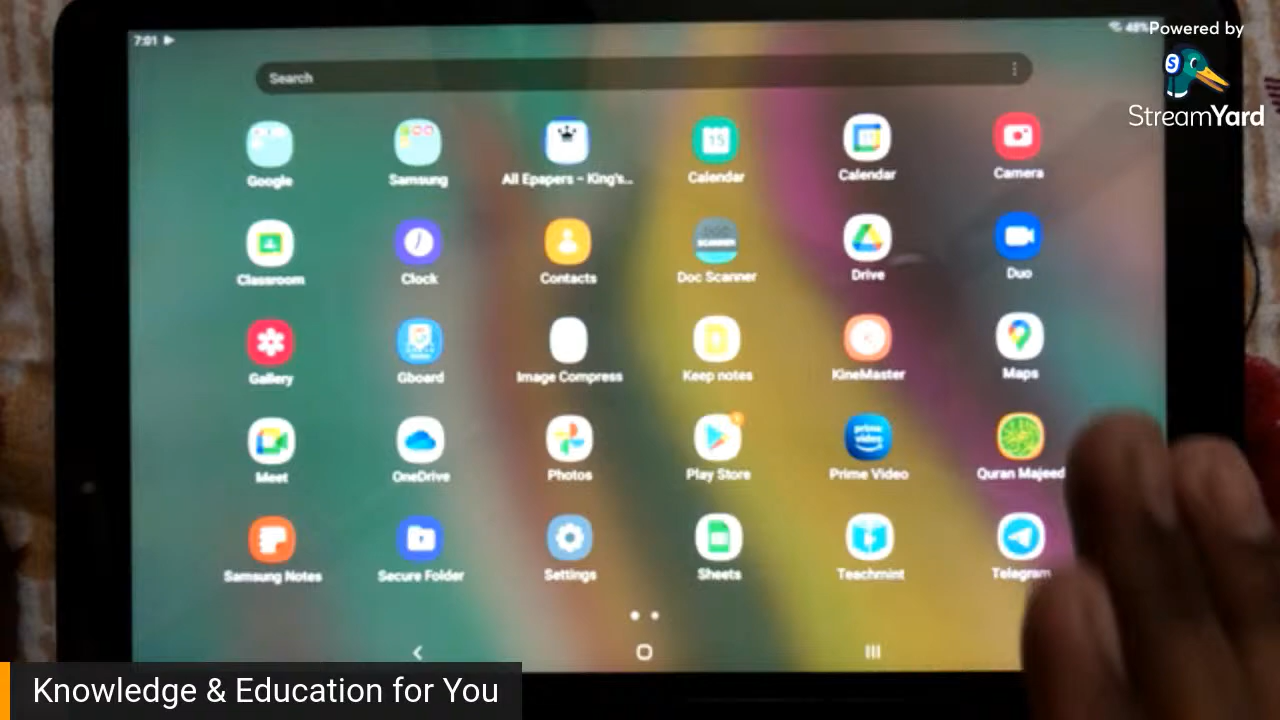 7:01
48%
Powered by
StreamYard
Search
Google
Samsung
All Epapers - King's...
Calendar
Calendar
Camera
Classroom
Clock
Contacts
Doc Scanner
Drive
Duo
Gallery
Gboard
Image Compress
Keep notes
KineMaster
Maps
Meet
OneDrive
Photos
Play Store
prime video
Prime Video
Quran Majeed
Samsung Notes
Secure Folder
Settings
Sheets
Teachmint
Telegram
Knowledge & Education for You